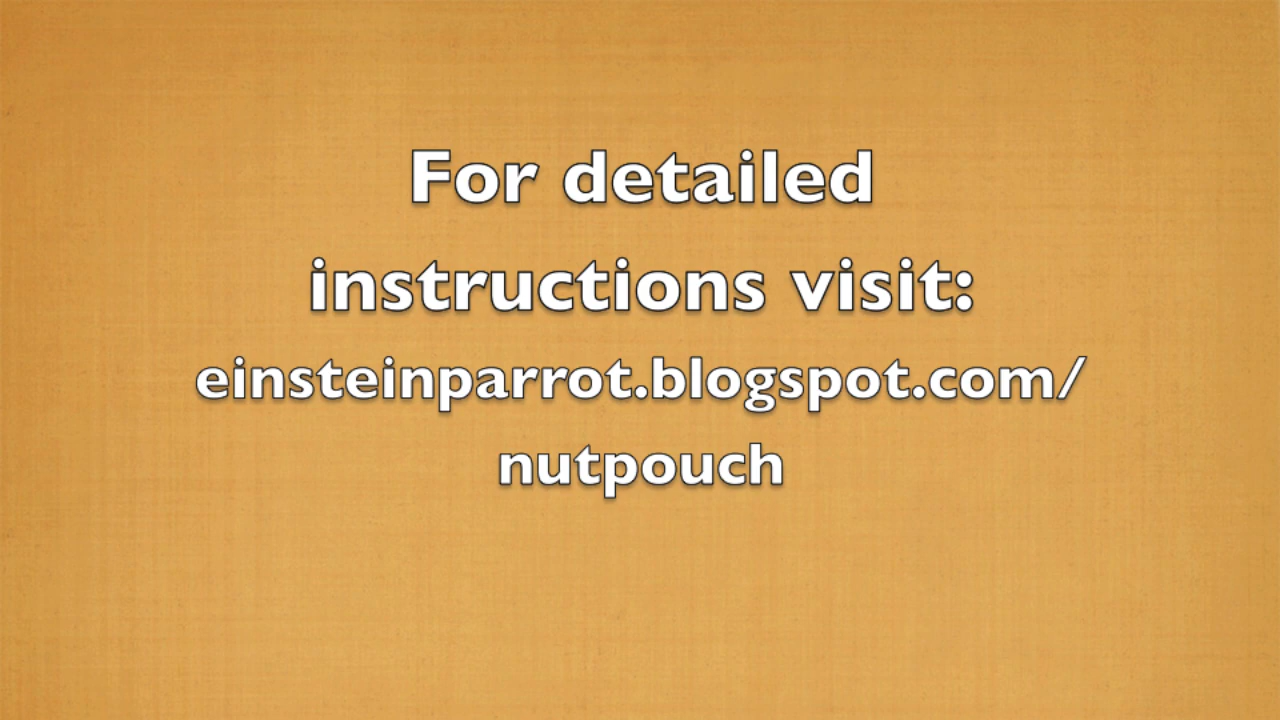 For detailed
instructions visit:
einsteinparrot.blogspot.com/
nutpouch